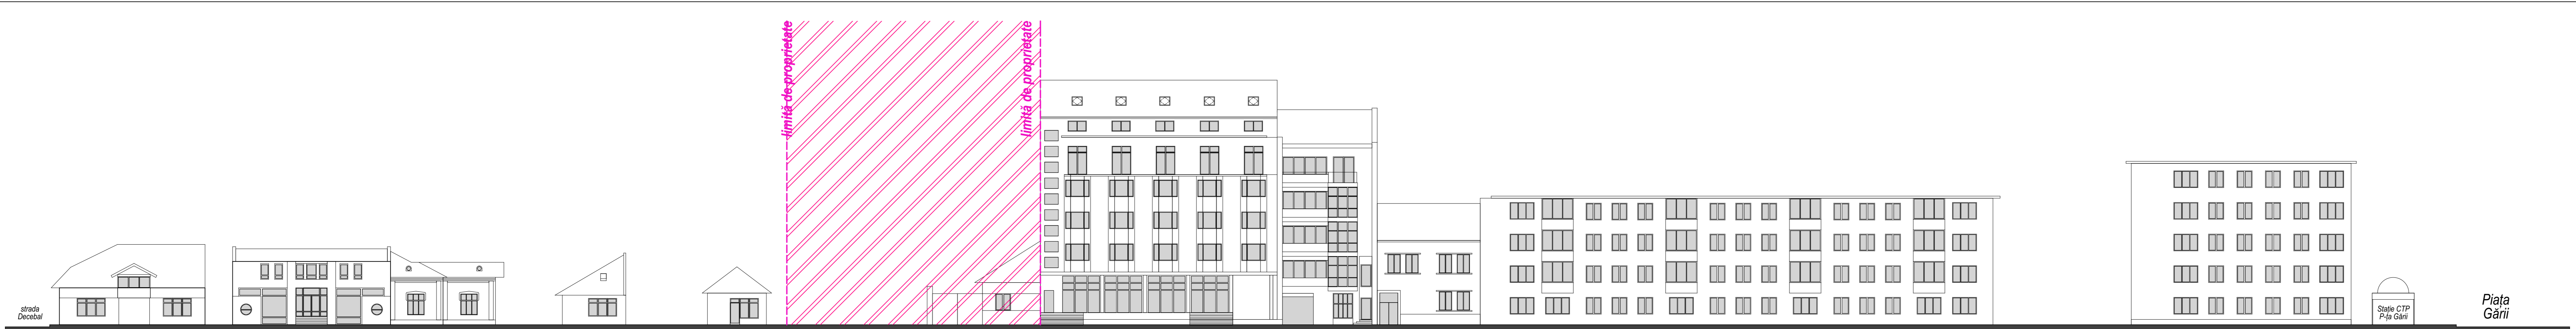 limită de proprietate
limită de proprietate
strada
Decebal
Stație CTP
P-ța Gării
Piața
Gării